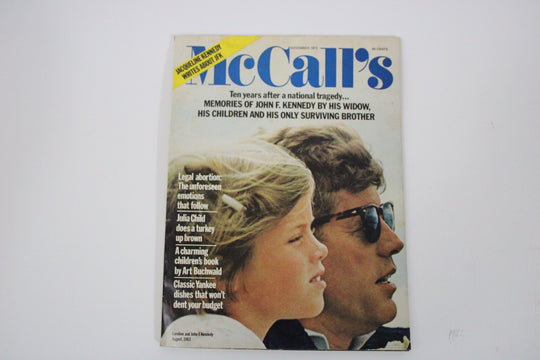 JACQUELINE KENNEDY
WRITES ABOUT JFK
McCall's
Ten years after a national tragedy...
MEMORIES OF JOHN F. KENNEDY BY HIS WIDOW,
HIS CHILDREN AND HIS ONLY SURVIVING BROTHER
Legal abortion:
The unforeseen
emotions
that follow
Julia Child
does a turkey
up brown
A charming
children's book
by Art Buchwald
Classic Yankee
dishes that won't
dent your budget
Caroline and John F. Kennedy
August 1963